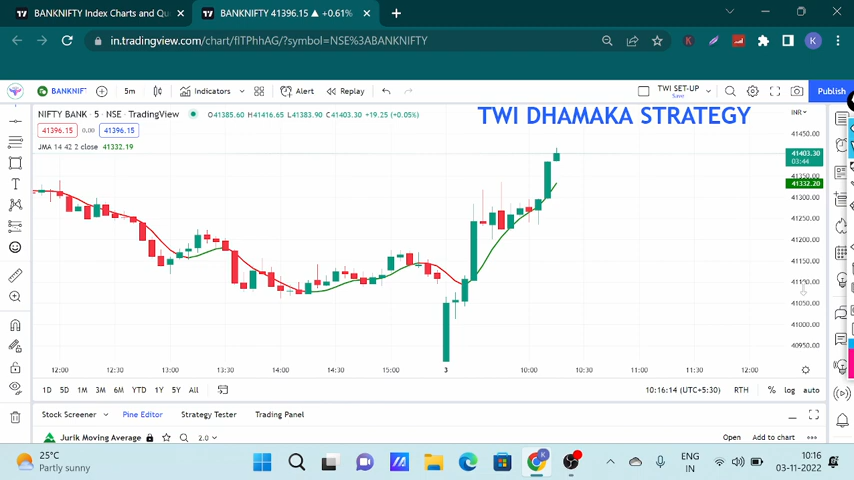 BANKNIFTY Index Charts and Qu
BANKNIFTY 41396.15 ▲ +0.61%
in.tradingview.com/chart/flTPhhAG/?symbol=NSE%3ABANKNIFTY
K
K
BANKNIF
5m
Indicators
Alert
Replay
TWI SET-UP
Save
Publish
NIFTY BANK · 5 · NSE · TradingView
O41385.60 H41416.65 L41383.90 C41403.30 +19.25 (+0.05%)
TWI DHAMAKA STRATEGY
INR
41396.15 0.00 41396.15
JMA 14 42 2 close 41332.19
41450.00
41403.30
03:44
41350.00
41332.20
41300.00
41250.00
41200.00
41150.00
41100.00
41050.00
41000.00
40950.00
12:00 12:30 13:00 13:30 14:00 14:30 15:00 3 10:00 10:30 11:00 11:30 12:00
1D 5D 1M 3M 6M YTD 1Y 5Y All
10:16:14 (UTC+5:30) RTH % log auto
Stock Screener Pine Editor Strategy Tester Trading Panel
Jurik Moving Average 2.0 Open Add to chart
25°C
Partly sunny
ENG
IN
10:16
03-11-2022